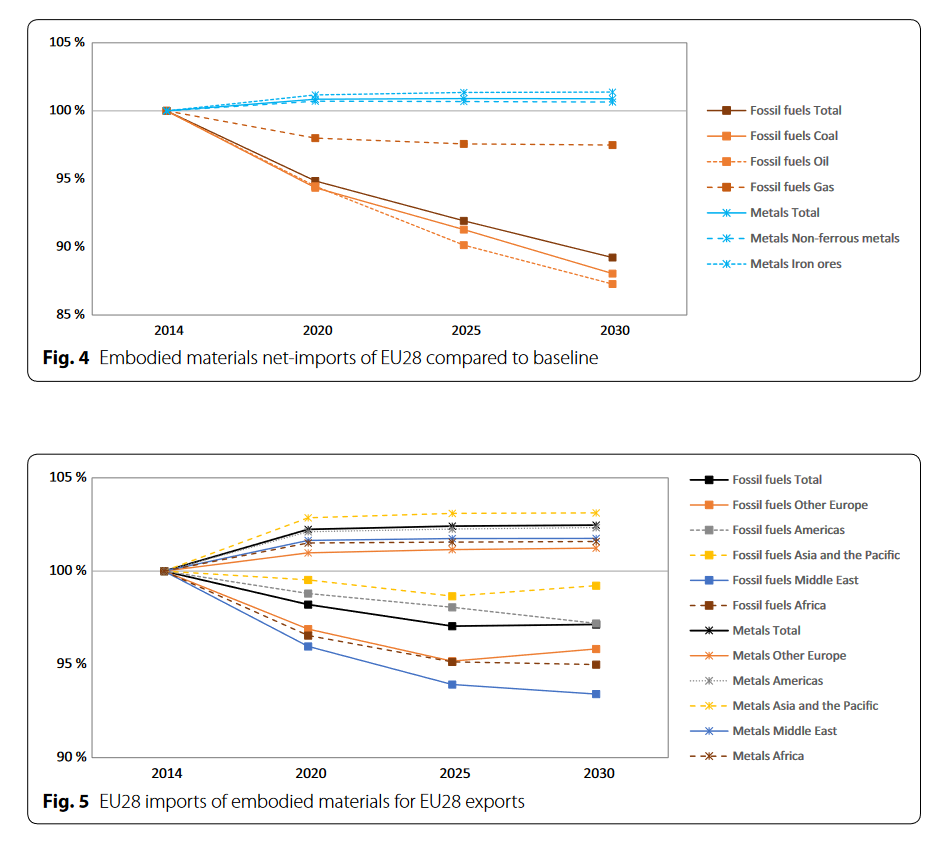 105 %
100 %
95 %
90 %
85 %
2014 2020 2025 2030
Fossil fuels Total
Fossil fuels Coal
Fossil fuels Oil
Fossil fuels Gas
Metals Total
Metals Non-ferrous metals
Metals Iron ores
Fig. 4 Embodied materials net-imports of EU28 compared to baseline
105 %
100 %
95 %
90 %
2014 2020 2025 2030
Fossil fuels Total
Fossil fuels Other Europe
Fossil fuels Americas
Fossil fuels Asia and the Pacific
Fossil fuels Middle East
Fossil fuels Africa
Metals Total
Metals Other Europe
Metals Americas
Metals Asia and the Pacific
Metals Middle East
Metals Africa
Fig. 5 EU28 imports of embodied materials for EU28 exports